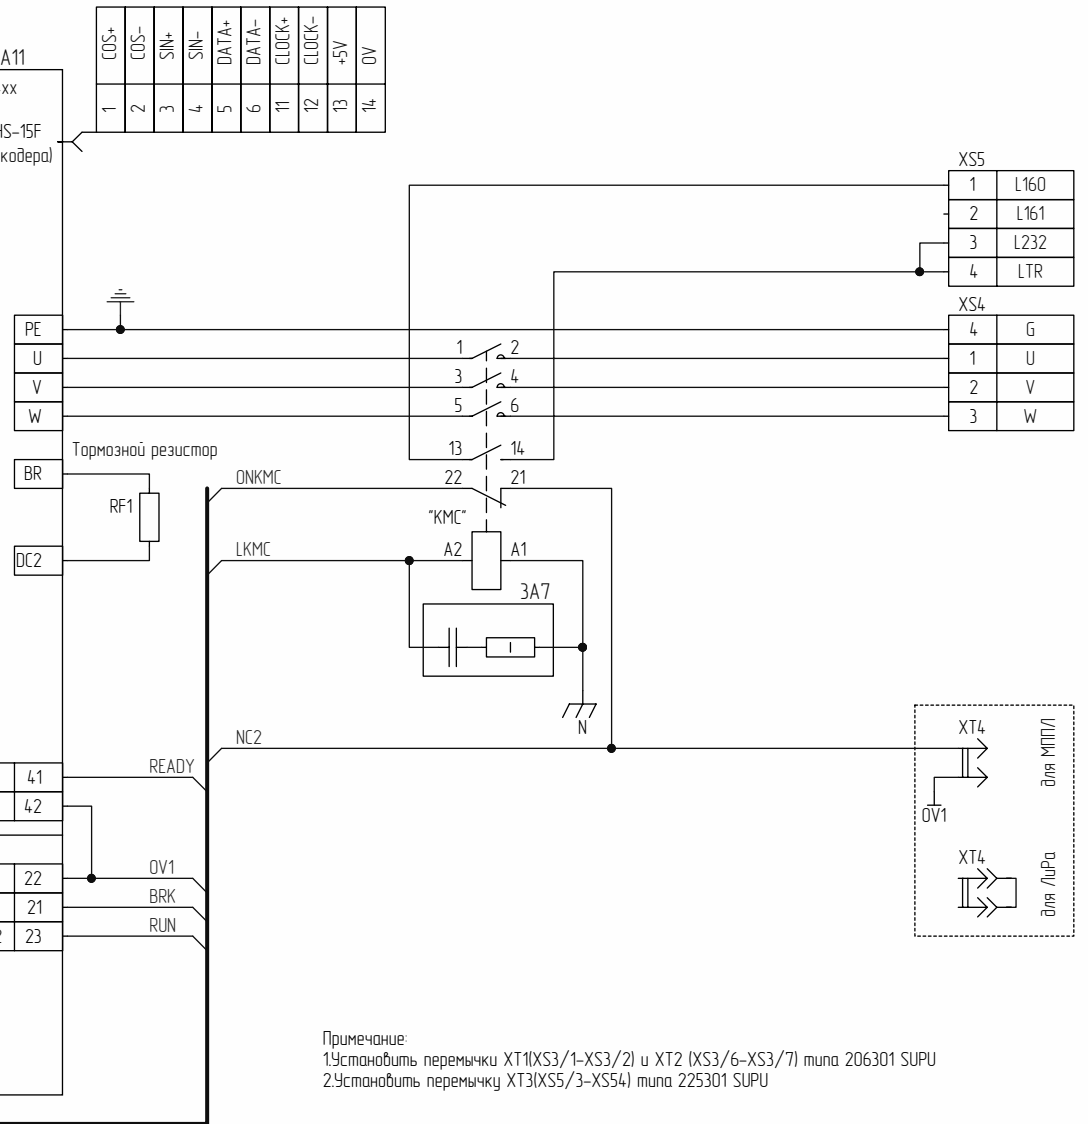 COS+
COS-
SIN+
SIN-
DATA+
DATA-
CLOCK+
CLOCK-
+5V
0V
1
2
3
4
5
6
11
12
13
14
A11
xx
HS-15F
кодера)
XS5
1 L160
2 L161
3 L232
4 LTR
XS4
4 G
1 U
2 V
3 W
PE
U
V
W
1 2
3 4
5 6
13 14
22 21
Тормозной резистор
BR
RF1
DC2
ONKMC
"КМС"
LKMC
A2 A1
3A7
N
NC2
READY
41
42
0V1
22
BRK
21
RUN
23
XT4
для МППЛ
0V1
XT4
для ЛиРа
Примечание:
1.Установить перемычки XT1(XS3/1-XS3/2) и XT2 (XS3/6-XS3/7) типа 206301 SUPU
2.Установить перемычку XT3(XS5/3-XS54) типа 225301 SUPU